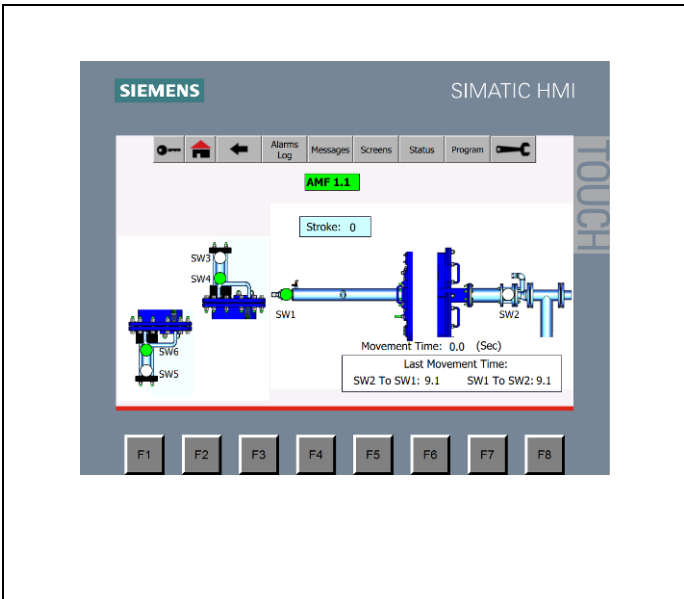 SIEMENS
SIMATIC HMI
TOUCH
Alarms Log
Messages
Screens
Status
Program
AMF 1.1
Stroke: 0
SW3
SW4
SW1
SW2
SW6
SW5
Movement Time: 0.0 (Sec)
Last Movement Time:
SW2 To SW1: 9.1 SW1 To SW2: 9.1
F1 F2 F3 F4 F5 F6 F7 F8